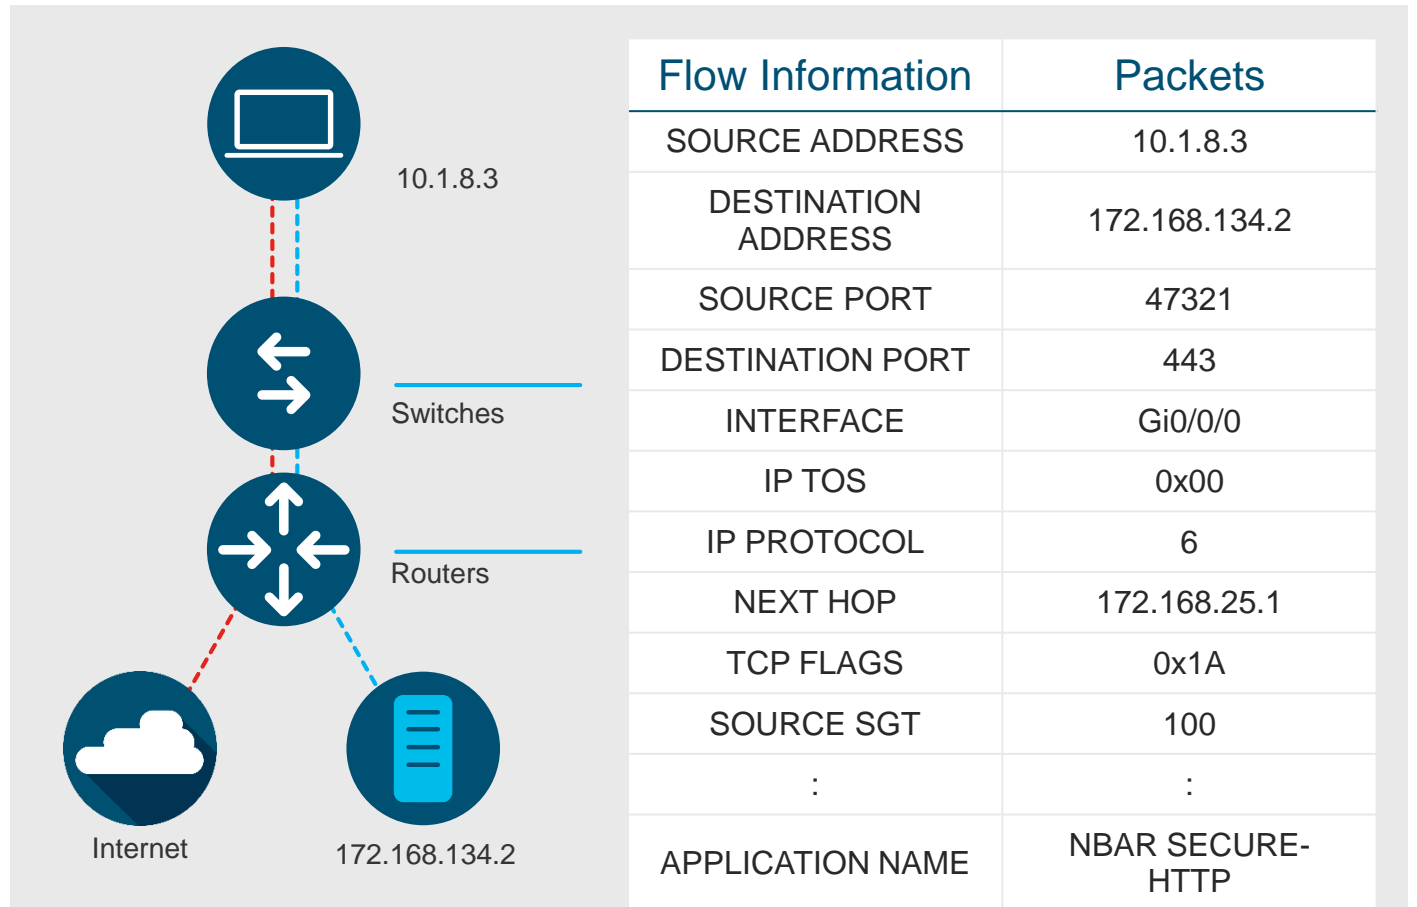 10.1.8.3
Switches
Routers
Internet
172.168.134.2
Flow Information Packets
SOURCE ADDRESS 10.1.8.3
DESTINATION
ADDRESS 172.168.134.2
SOURCE PORT 47321
DESTINATION PORT 443
INTERFACE Gi0/0/0
IP TOS 0x00
IP PROTOCOL 6
NEXT HOP 172.168.25.1
TCP FLAGS 0x1A
SOURCE SGT 100
: :
APPLICATION NAME NBAR SECURE-
HTTP